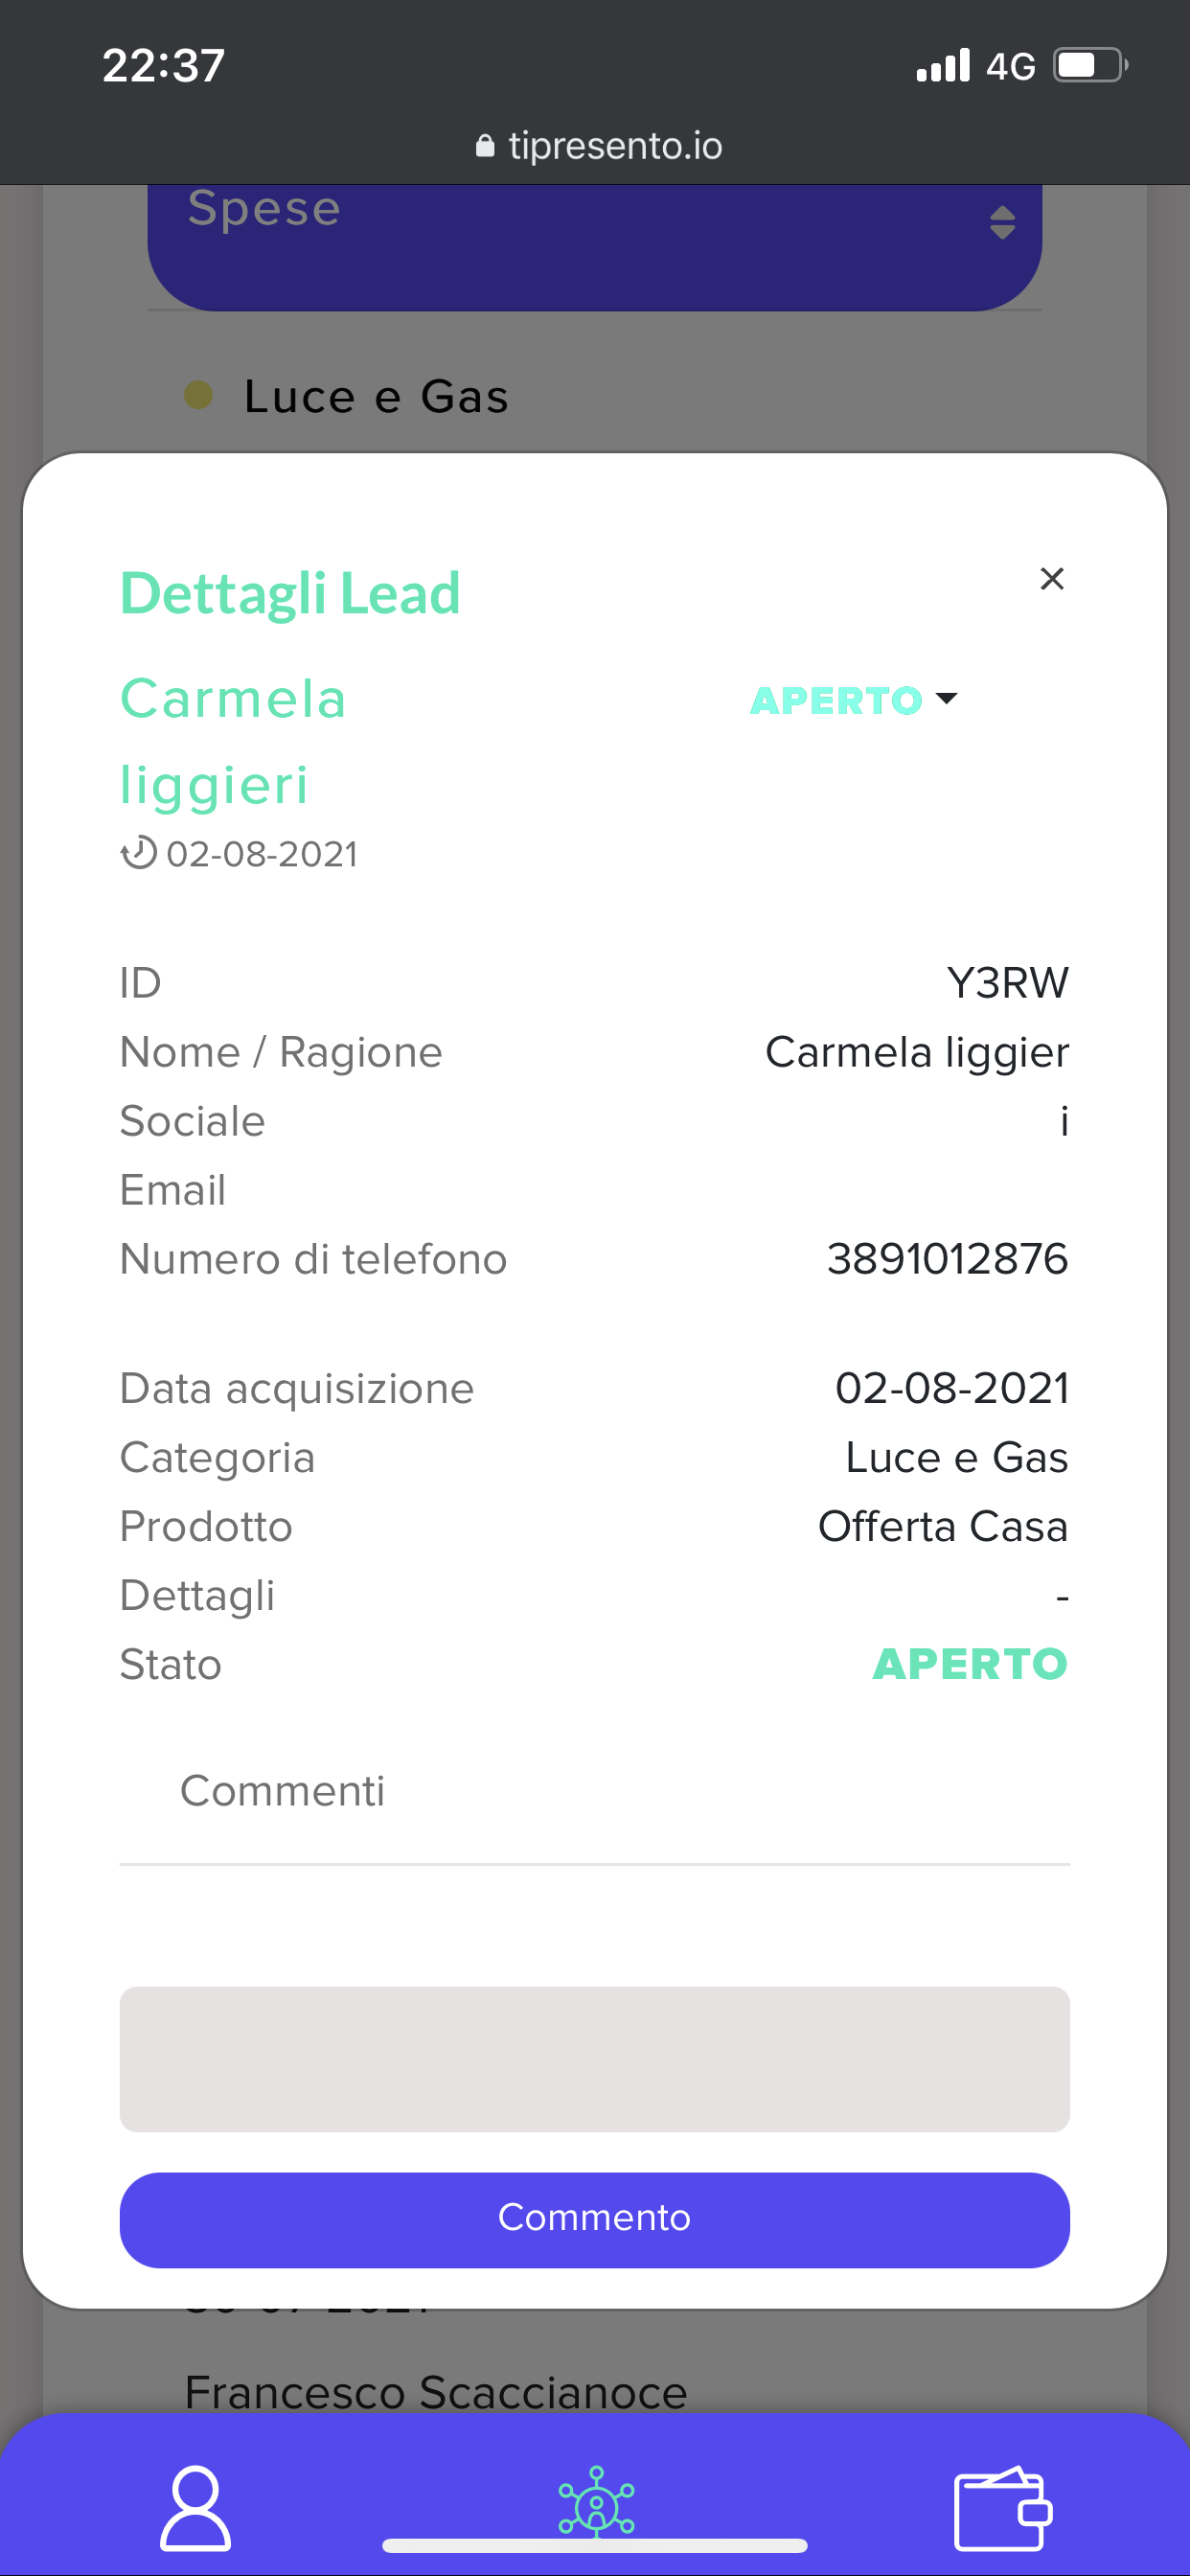 22:37
4G
tipresento.io
Spese
Luce e Gas
Dettagli Lead
Carmela
liggieri
APERTO
02-08-2021
ID Y3RW
Nome / Ragione Carmela liggier
Sociale i
Email
Numero di telefono 3891012876
Data acquisizione 02-08-2021
Categoria Luce e Gas
Prodotto Offerta Casa
Dettagli -
Stato APERTO
Commenti
Commento
Francesco Scaccianoce